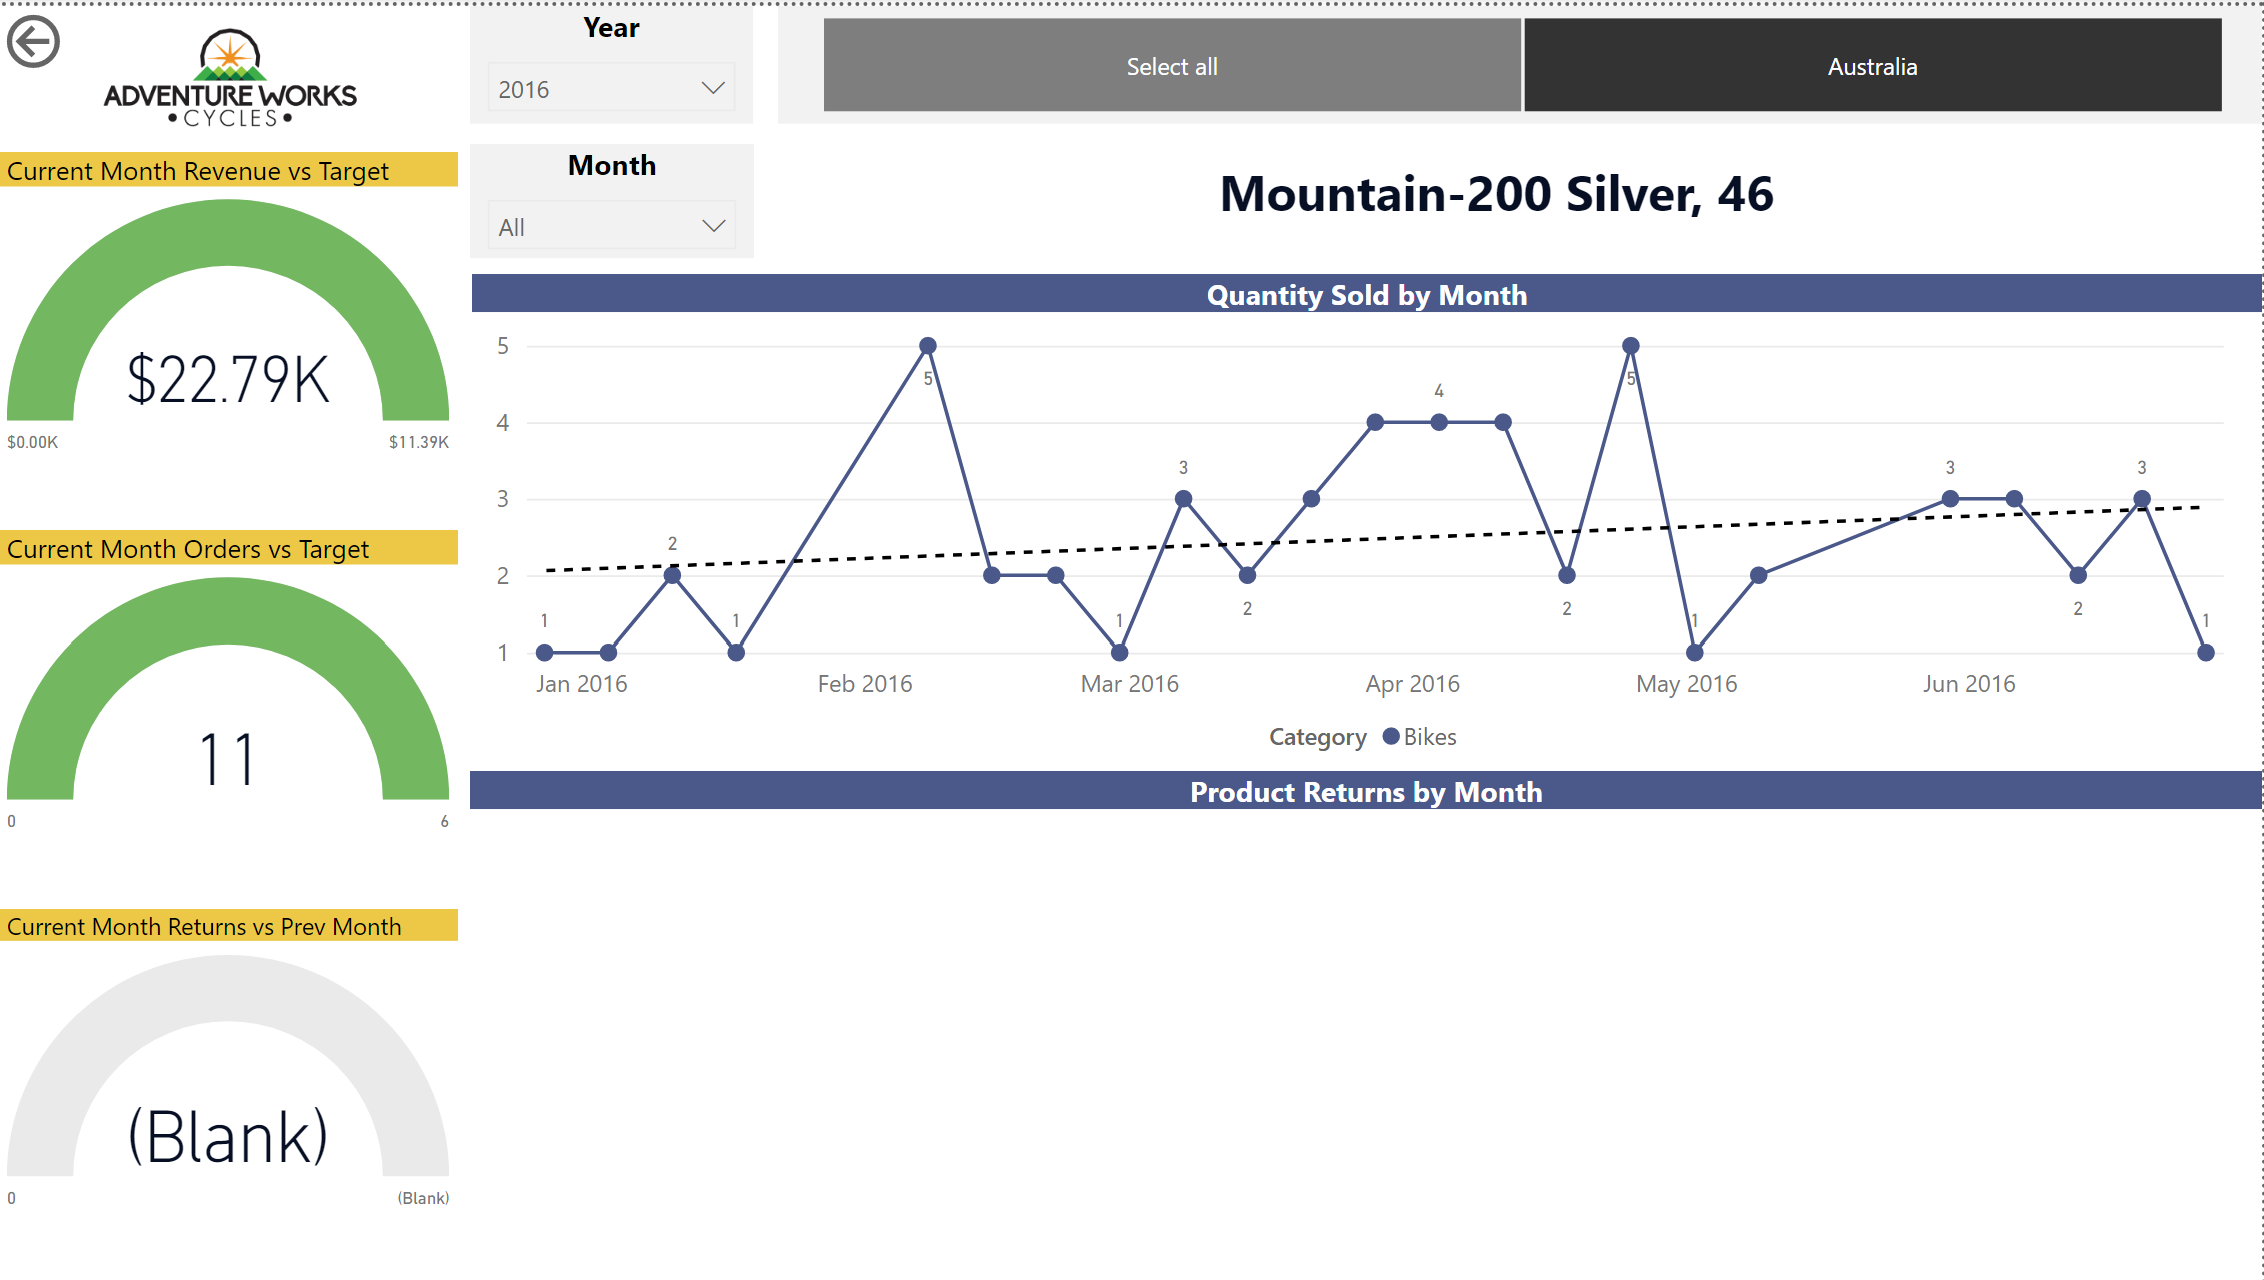 ADVENTURE WORKS
• CYCLES •
Year
2016
Select all
Australia
Month
All
Mountain-200 Silver, 46
Current Month Revenue vs Target
$22.79K
$0.00K
$11.39K
Current Month Orders vs Target
11
0
6
Current Month Returns vs Prev Month
(Blank)
0
(Blank)
Quantity Sold by Month
5
4
3
2
1
1
2
1
5
1
3
2
4
2
5
1
3
2
3
1
Jan 2016
Feb 2016
Mar 2016
Apr 2016
May 2016
Jun 2016
Category
Bikes
Product Returns by Month